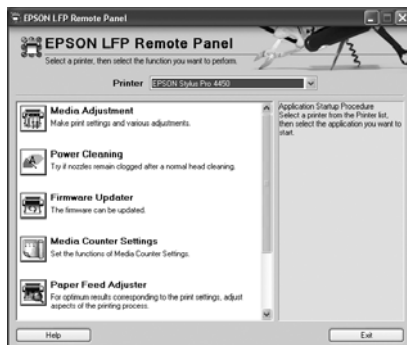 EPSON LFP Remote Panel
EPSON LFP Remote Panel
Select a printer, then select the function you want to perform.
Printer
EPSON Stylus Pro 4450
Media Adjustment
Make print settings and various adjustments.
Power Cleaning
Try if nozzles remain clogged after a normal head cleaning.
Firmware Updater
The firmware can be updated.
Media Counter Settings
Set the functions of Media Counter Settings.
Paper Feed Adjuster
For optimum results corresponding to the print settings, adjust
aspects of the printing process.
Application Startup Procedure
Select a printer from the Printer list,
then select the application you want to
start.
Help
Exit